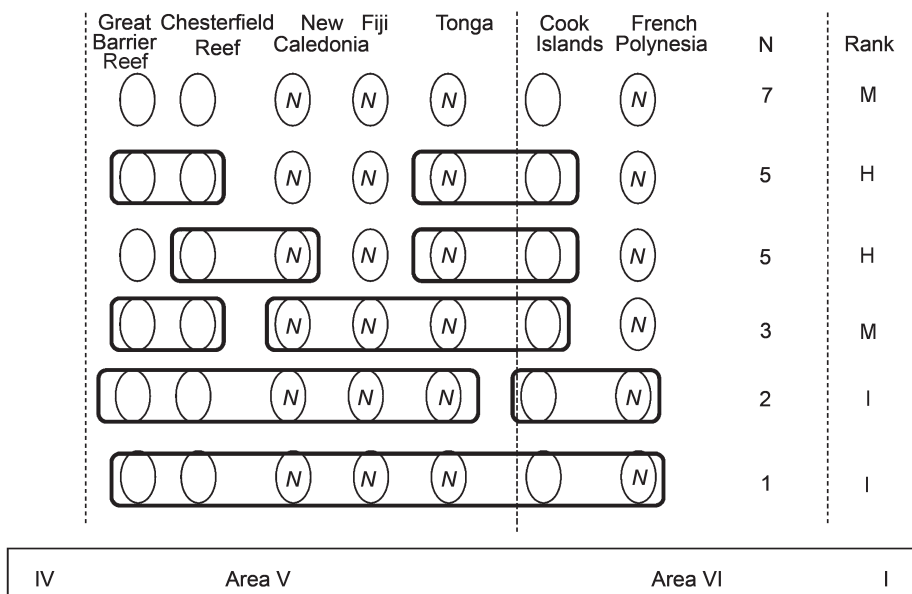 Great Barrier Reef Chesterfield Reef New Caledonia Fiji Tonga Cook Islands French Polynesia N Rank
N N N N 7 M
N N N N 5 H
N N N N 5 H
N N N N 3 M
N N N N 2 I
N N N N 1 I
IV Area V Area VI I